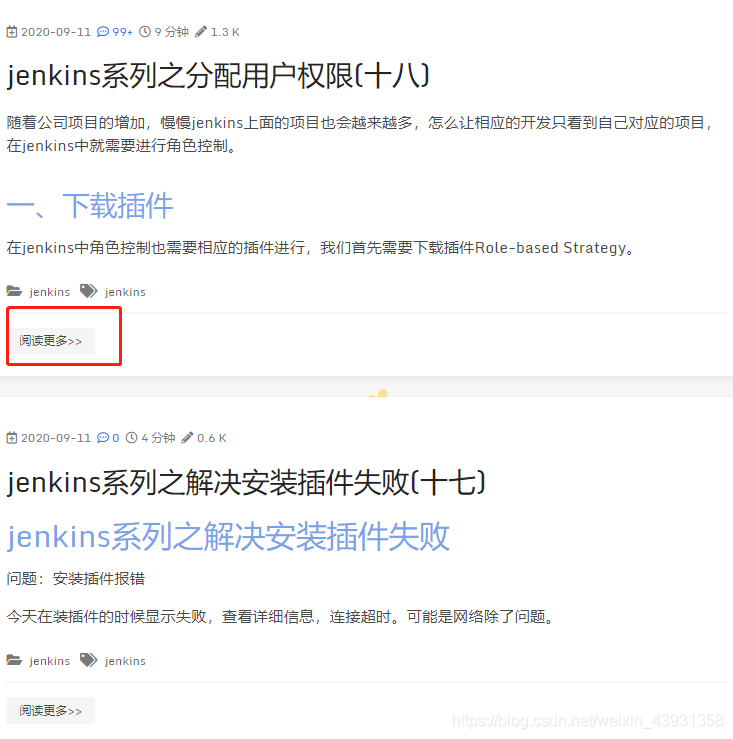 2020-09-11 99+ 9 分钟 1.3 K
jenkins系列之分配用户权限(十八)
随着公司项目的增加，慢慢jenkins上面的项目也会越来越多，怎么让相应的开发只看到自己对应的项目，
在jenkins中就需要进行角色控制。
一、下载插件
在jenkins中角色控制也需要相应的插件进行，我们首先需要下载插件Role-based Strategy。
jenkins jenkins
阅读更多>>
2020-09-11 0 4 分钟 0.6 K
jenkins系列之解决安装插件失败(十七)
jenkins系列之解决安装插件失败
问题：安装插件报错
今天在装插件的时候显示失败，查看详细信息，连接超时。可能是网络除了问题。
jenkins jenkins
阅读更多>>
https://blog.csdn.net/weixin_43931358